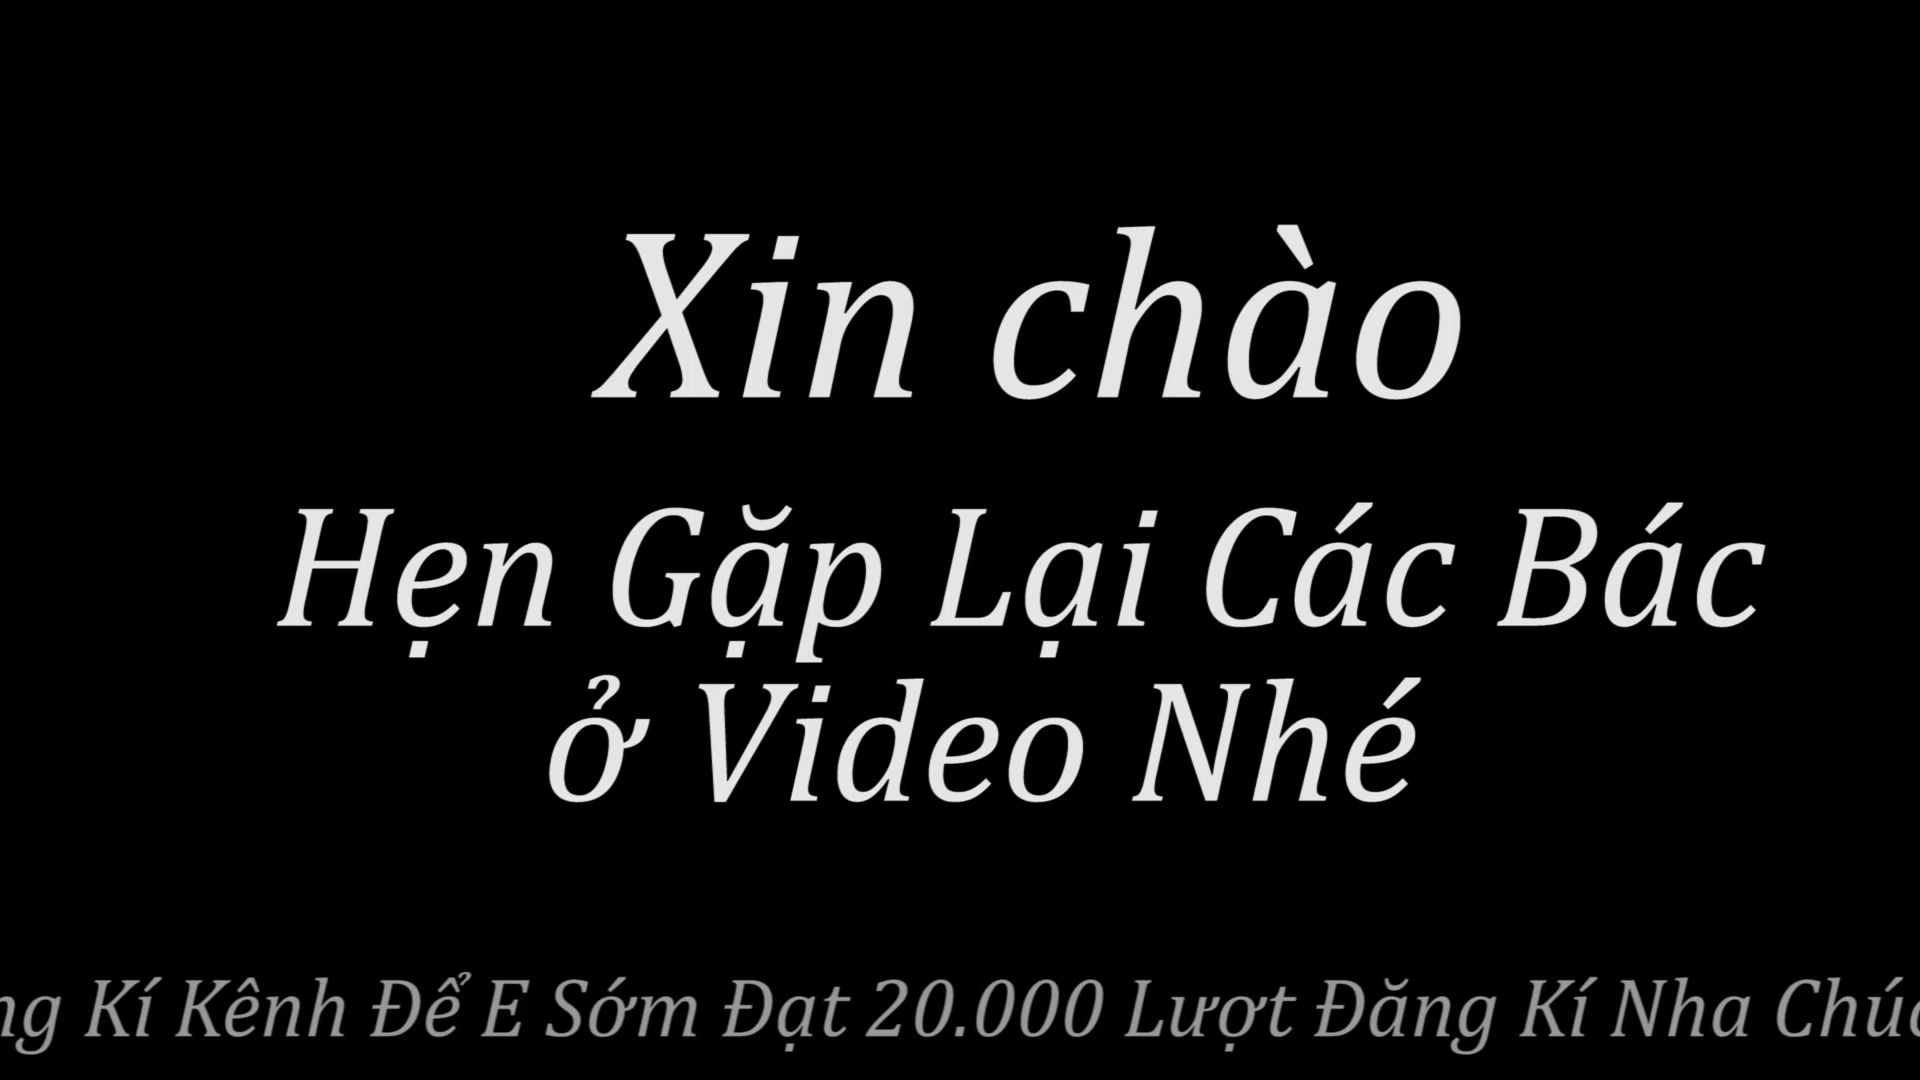 Xin chào
Hẹn Gặp Lại Các Bác
ở Video Nhé
Kí Kênh Để E Sớm Đạt 20.000 Lượt Đăng Kí Nha